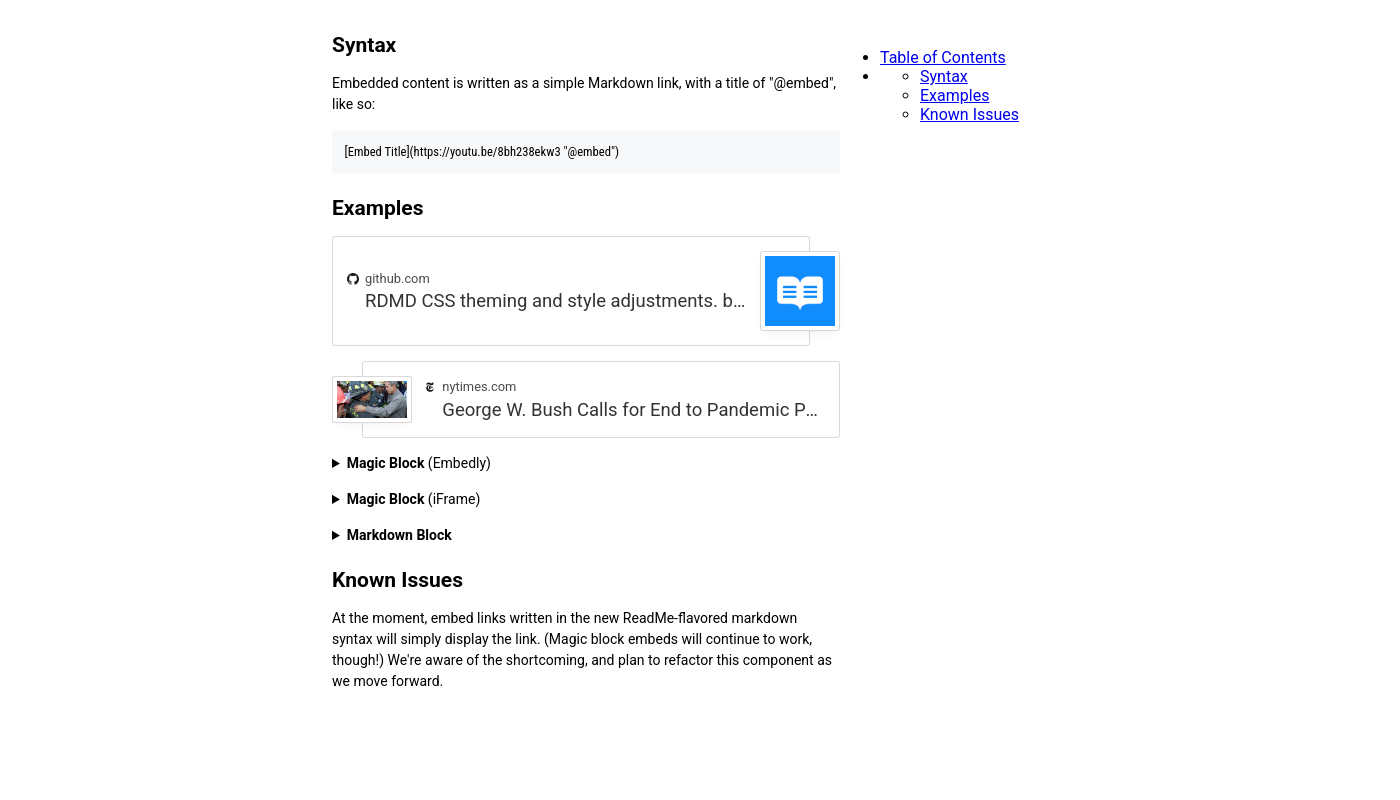 Syntax
Embedded content is written as a simple Markdown link, with a title of "@embed",
like so:
[Embed Title](https://youtu.be/8bh238ekw3 "@embed")
Examples
github.com
RDMD CSS theming and style adjustments. b…
nytimes.com
George W. Bush Calls for End to Pandemic P…
Magic Block (Embedly)
Magic Block (iFrame)
Markdown Block
Known Issues
At the moment, embed links written in the new ReadMe-flavored markdown
syntax will simply display the link. (Magic block embeds will continue to work,
though!) We're aware of the shortcoming, and plan to refactor this component as
we move forward.
Table of Contents
Syntax
Examples
Known Issues